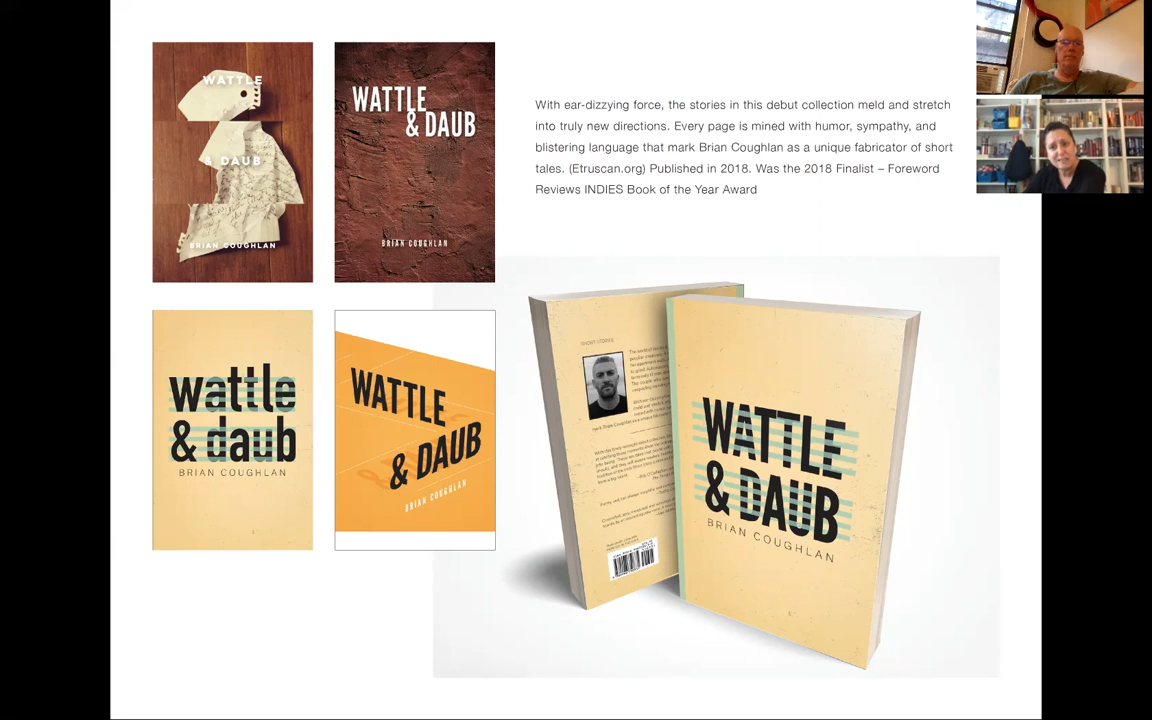 WATTLE
& DAUB
BRIAN COUGHLAN
WATTLE
& DAUB
BRIAN COUGHLAN
With ear-dizzying force, the stories in this debut collection meld and stretch
into truly new directions. Every page is mined with humor, sympathy, and
blistering language that mark Brian Coughlan as a unique fabricator of short
tales. (Etruscan.org) Published in 2018. Was the 2018 Finalist – Foreword
Reviews INDIES Book of the Year Award
wattle
& daub
BRIAN COUGHLAN
WATTLE
& DAUB
BRIAN COUGHLAN
SHORT STORIES
WATTLE
& DAUB
BRIAN COUGHLAN